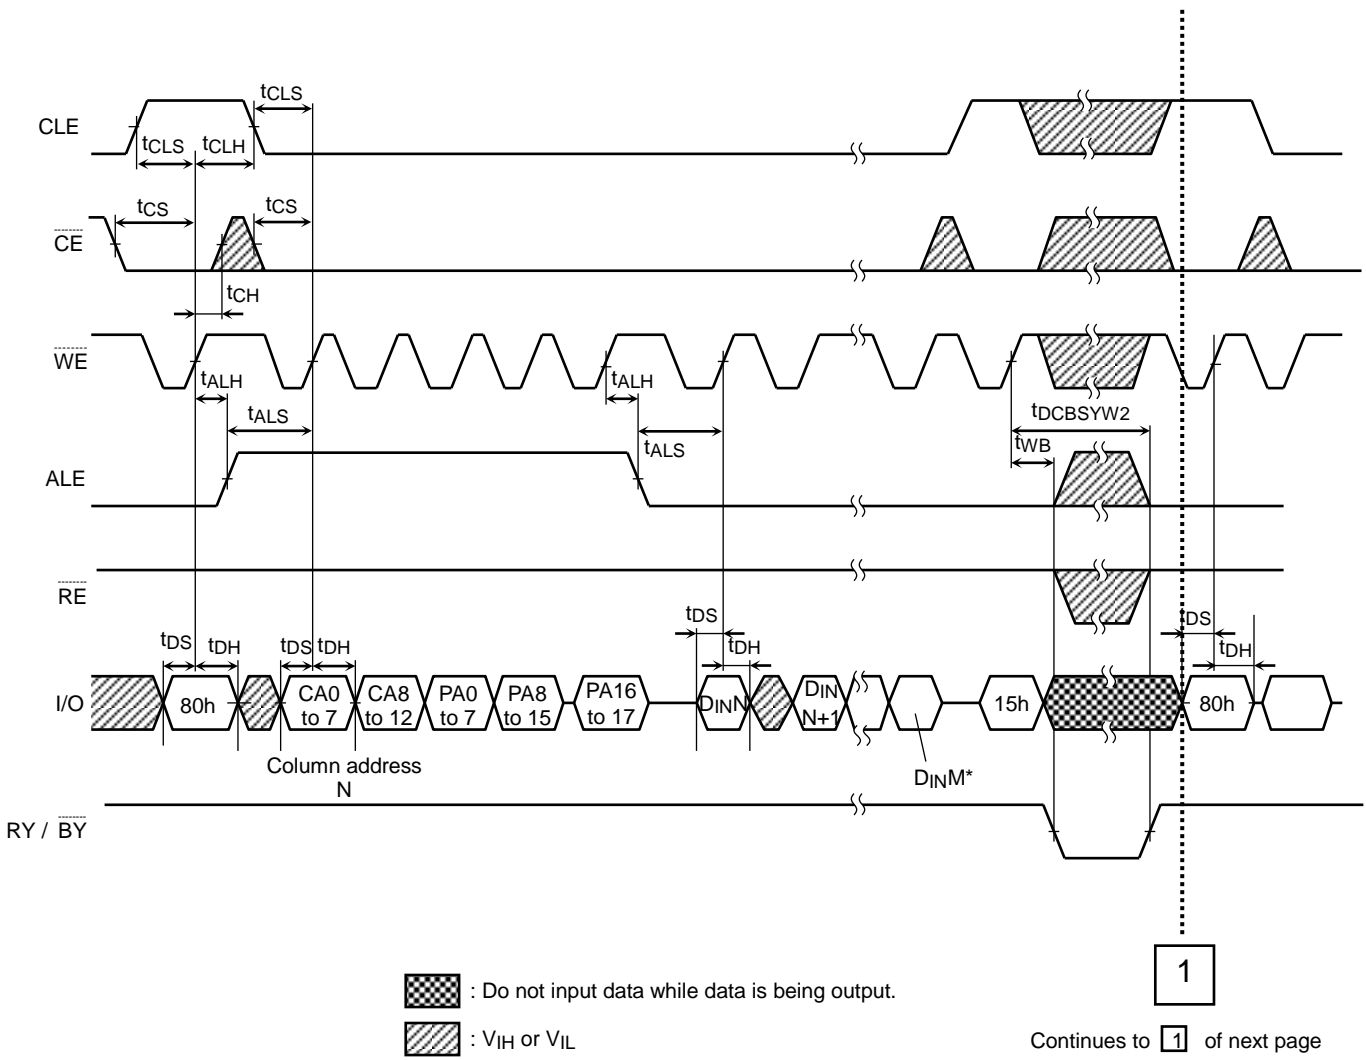 tCLS
CLE
tCLS
tCLH
tCS
tCS
CE
tCH
WE
tALH
tALH
tDCBSYW2
tALS
tALS
tWB
ALE
RE
tDS
tDH
tDS
tDH
tDS
tDH
tDS
tDH
I/O
80h
CA0 to 7
CA8 to 12
PA0 to 7
PA8 to 15
PA16 to 17
DINN
DIN N+1
15h
80h
Column address
N
DINM*
RY / BY
1
: Do not input data while data is being output.
: VIH or VIL
Continues to 1 of next page